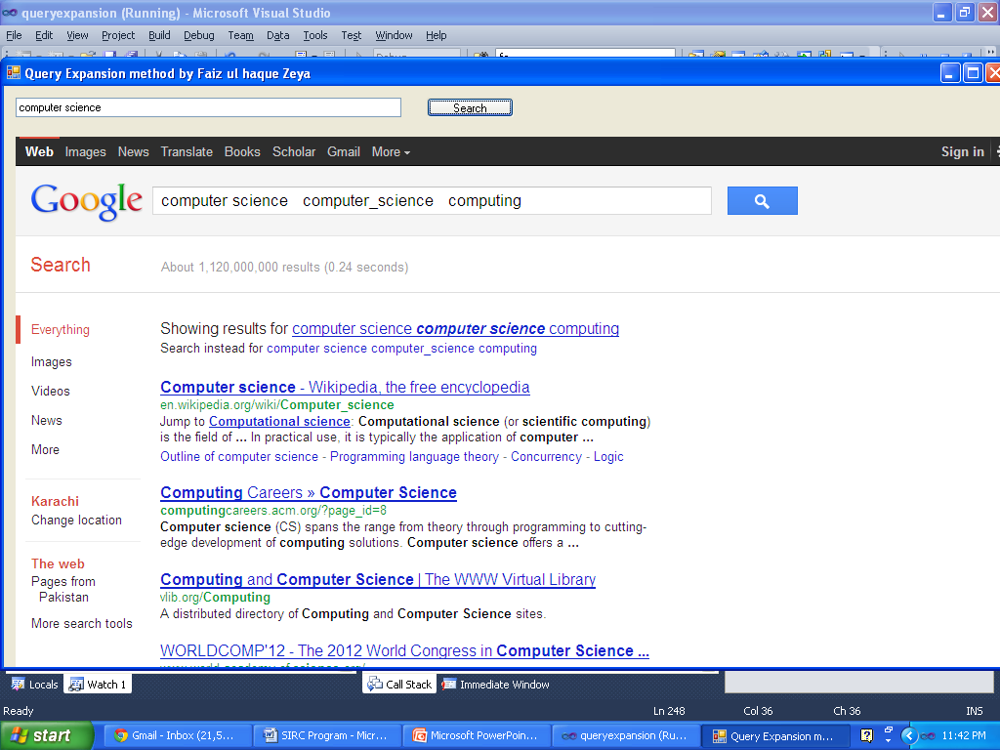 queryexpansion (Running) - Microsoft Visual Studio
File Edit View Project Build Debug Team Data Tools Test Window Help
Query Expansion method by Faiz ul haque Zeya
computer science Search
Web Images News Translate Books Scholar Gmail More Sign in
Google computer science computer_science computing
Search About 1,120,000,000 results (0.24 seconds)
Everything
Images
Videos
News
More
Karachi
Change location
The web
Pages from
Pakistan
More search tools
Showing results for computer science computer science computing
Search instead for computer science computer_science computing
Computer science - Wikipedia, the free encyclopedia
en.wikipedia.org/wiki/Computer_science
Jump to Computational science: Computational science (or scientific computing)
is the field of ... In practical use, it is typically the application of computer ...
Outline of computer science - Programming language theory - Concurrency - Logic
Computing Careers » Computer Science
computingcareers.acm.org/?page_id=8
Computer science (CS) spans the range from theory through programming to cutting-
edge development of computing solutions. Computer science offers a ...
Computing and Computer Science | The WWW Virtual Library
vlib.org/Computing
A distributed directory of Computing and Computer Science sites.
WORLDCOMP'12 - The 2012 World Congress in Computer Science ...
Locals Watch 1 Call Stack Immediate Window
Ready Ln 248 Col 36 Ch 36 INS
start Gmail - Inbox (21,5... SIRC Program - Micr... Microsoft PowerPoin... queryexpansion (Ru... Query Expansion m... 11:42 PM